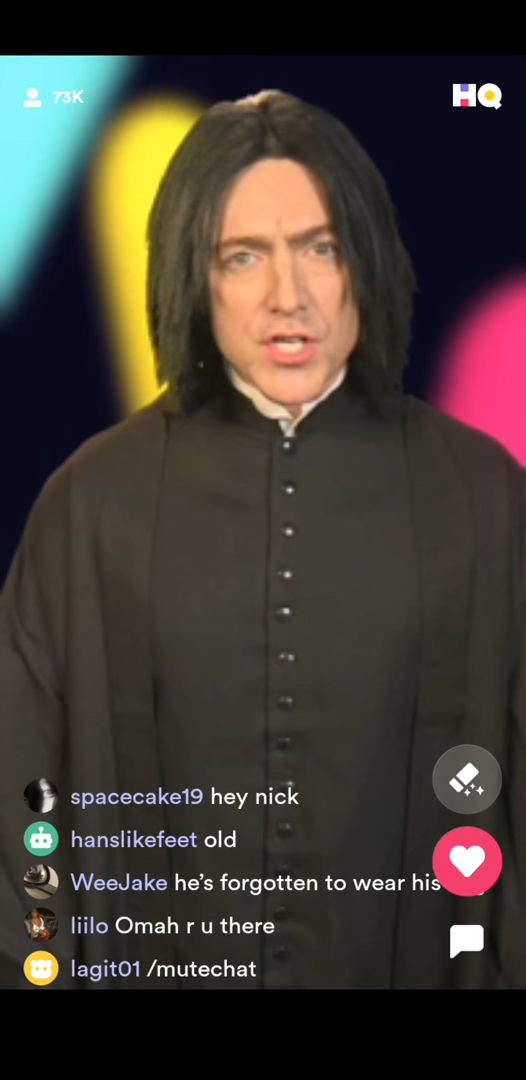 73K
HQ
spacecake19 hey nick
hanslikefeet old
WeeJake he's forgotten to wear his
liilo Omah r u there
lagit01 /mutechat